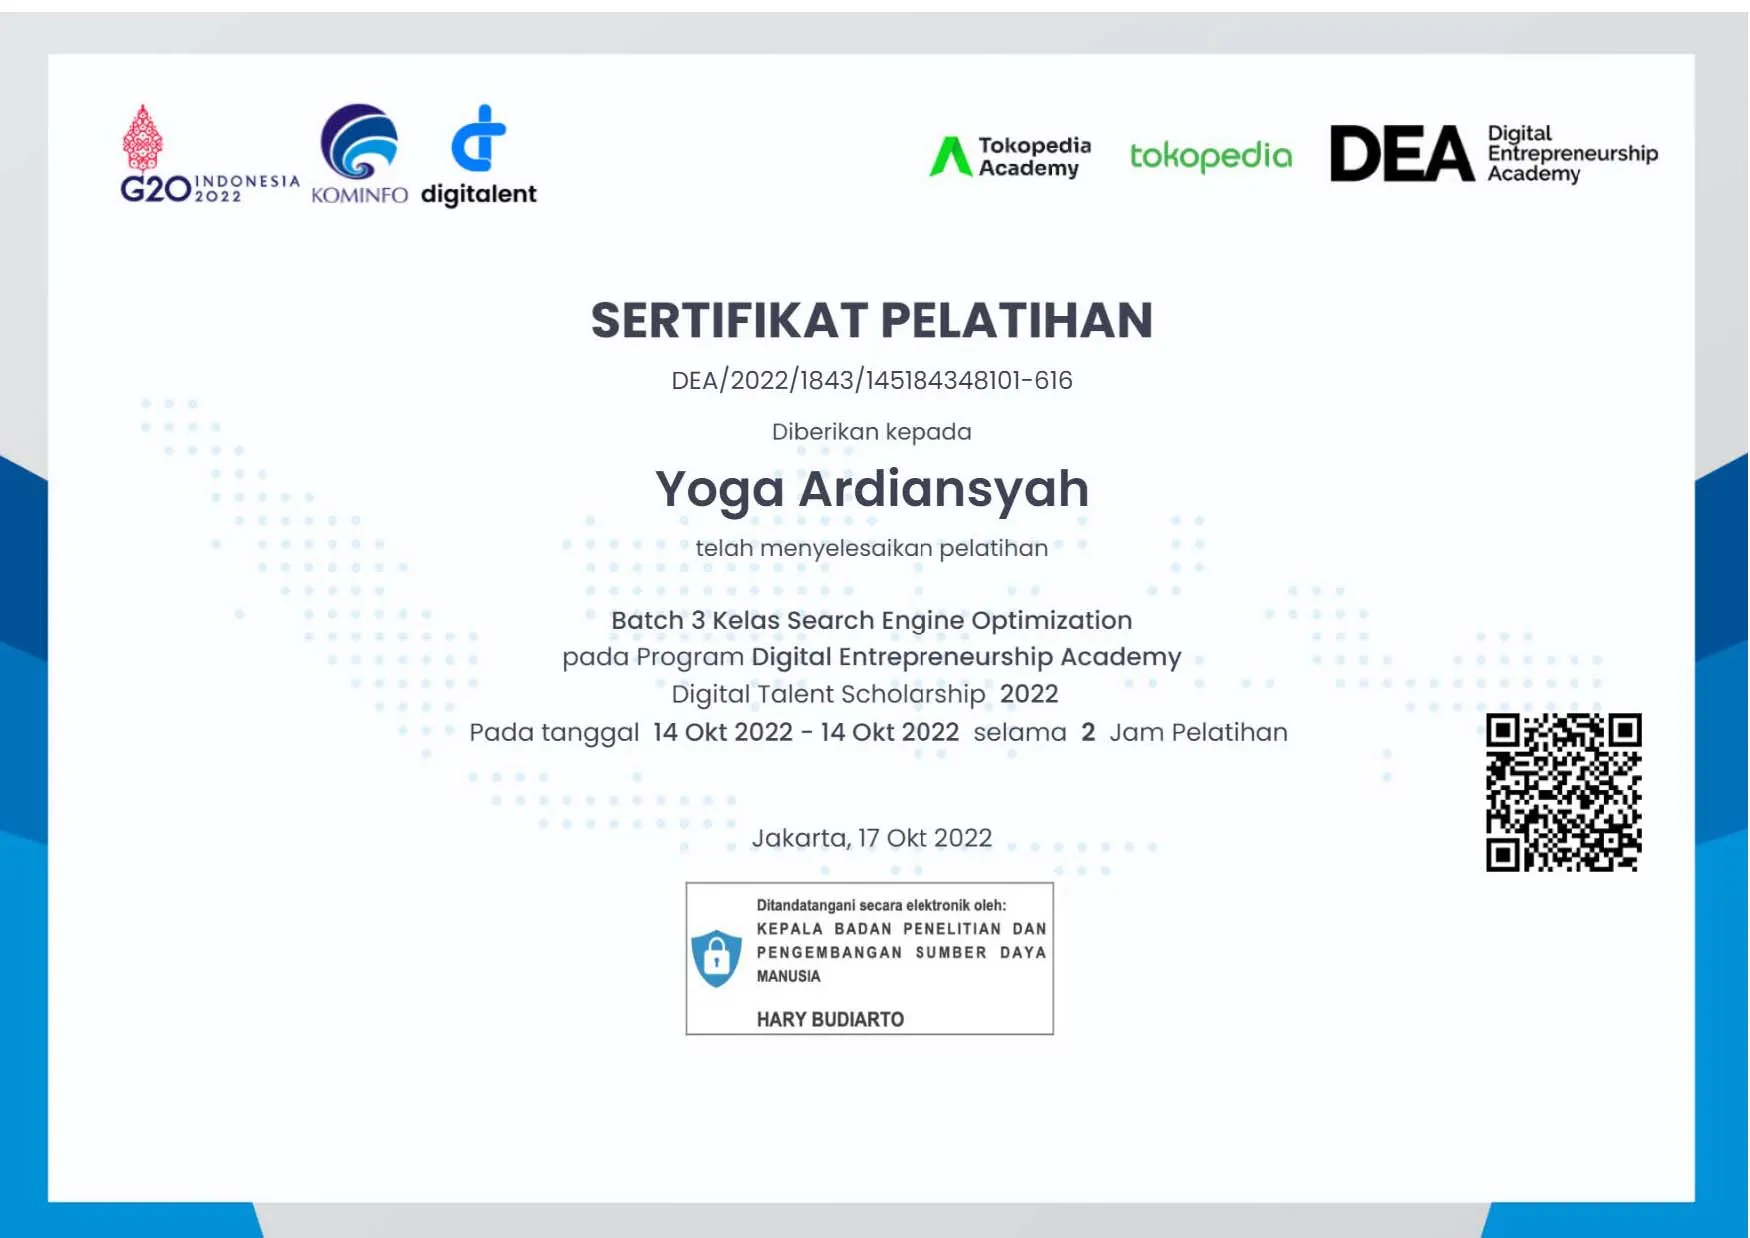 G20 INDONESIA 2022
KOMINFO
digitalent
Tokopedia Academy
tokopedia
DEA Digital Entrepreneurship Academy
SERTIFIKAT PELATIHAN
DEA/2022/1843/145184348101-616
Diberikan kepada
Yoga Ardiansyah
telah menyelesaikan pelatihan
Batch 3 Kelas Search Engine Optimization
pada Program Digital Entrepreneurship Academy
Digital Talent Scholarship 2022
Pada tanggal 14 Okt 2022 - 14 Okt 2022 selama 2 Jam Pelatihan
Jakarta, 17 Okt 2022
Ditandatangani secara elektronik oleh:
KEPALA BADAN PENELITIAN DAN
PENGEMBANGAN SUMBER DAYA
MANUSIA
HARY BUDIARTO